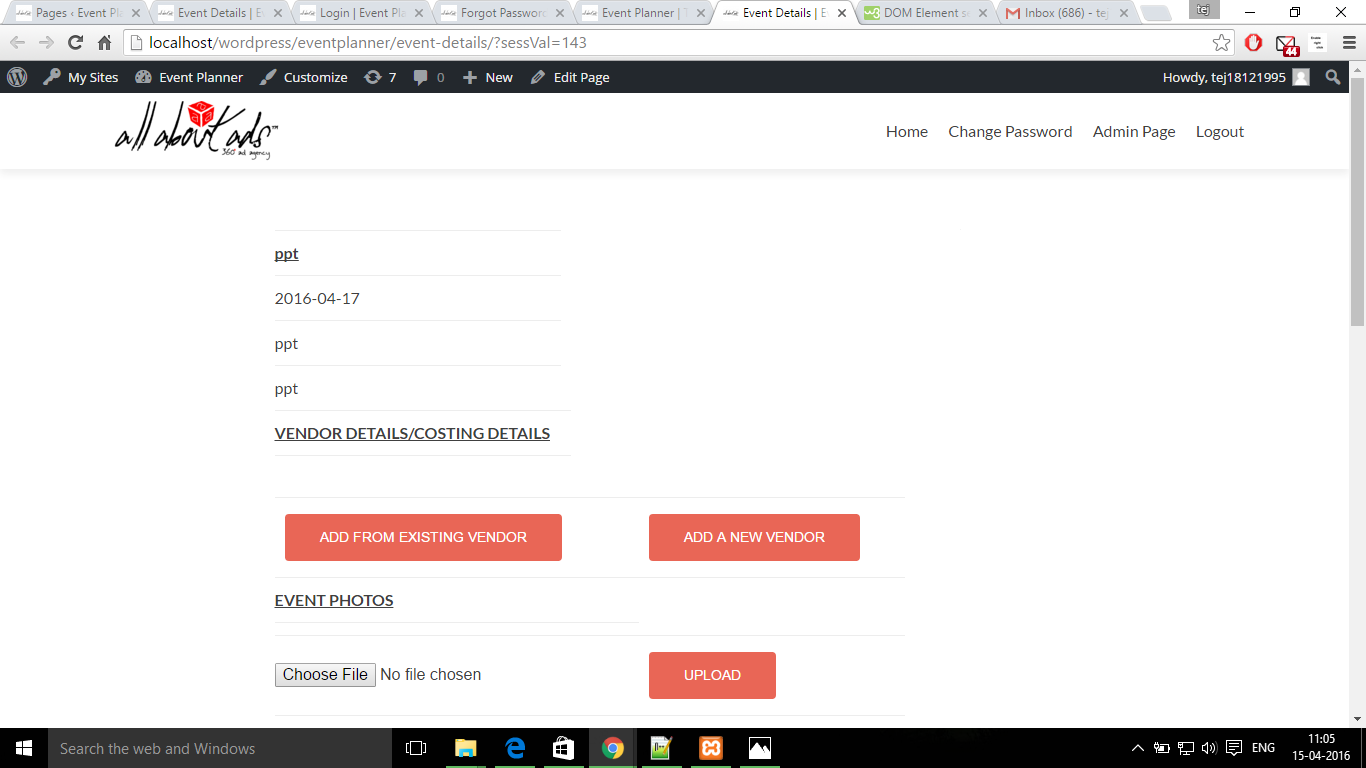 Pages ‹ Event Pla
Event Details | E
Login | Event Pla
Forgot Password
Event Planner | T
Event Details | E
DOM Element s
Inbox (686) - tej
tej
localhost/wordpress/eventplanner/event-details/?sessVal=143
44
My Sites Event Planner Customize 7 0 New Edit Page Howdy, tej18121995
all about ads™
360° ad agency
Home Change Password Admin Page Logout
ppt
2016-04-17
ppt
ppt
VENDOR DETAILS/COSTING DETAILS
ADD FROM EXISTING VENDOR ADD A NEW VENDOR
EVENT PHOTOS
Choose File No file chosen UPLOAD
Search the web and Windows
ENG
11:05
15-04-2016